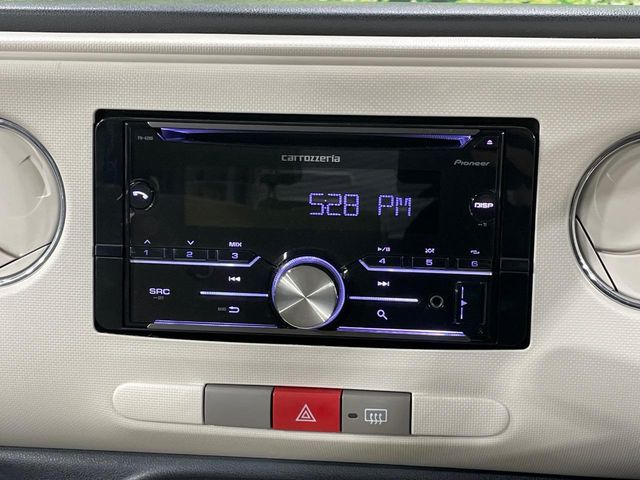 carrozzeria
Pioneer
5:28 PM
DISP
MIX
1 2 3 4 5 6
SRC